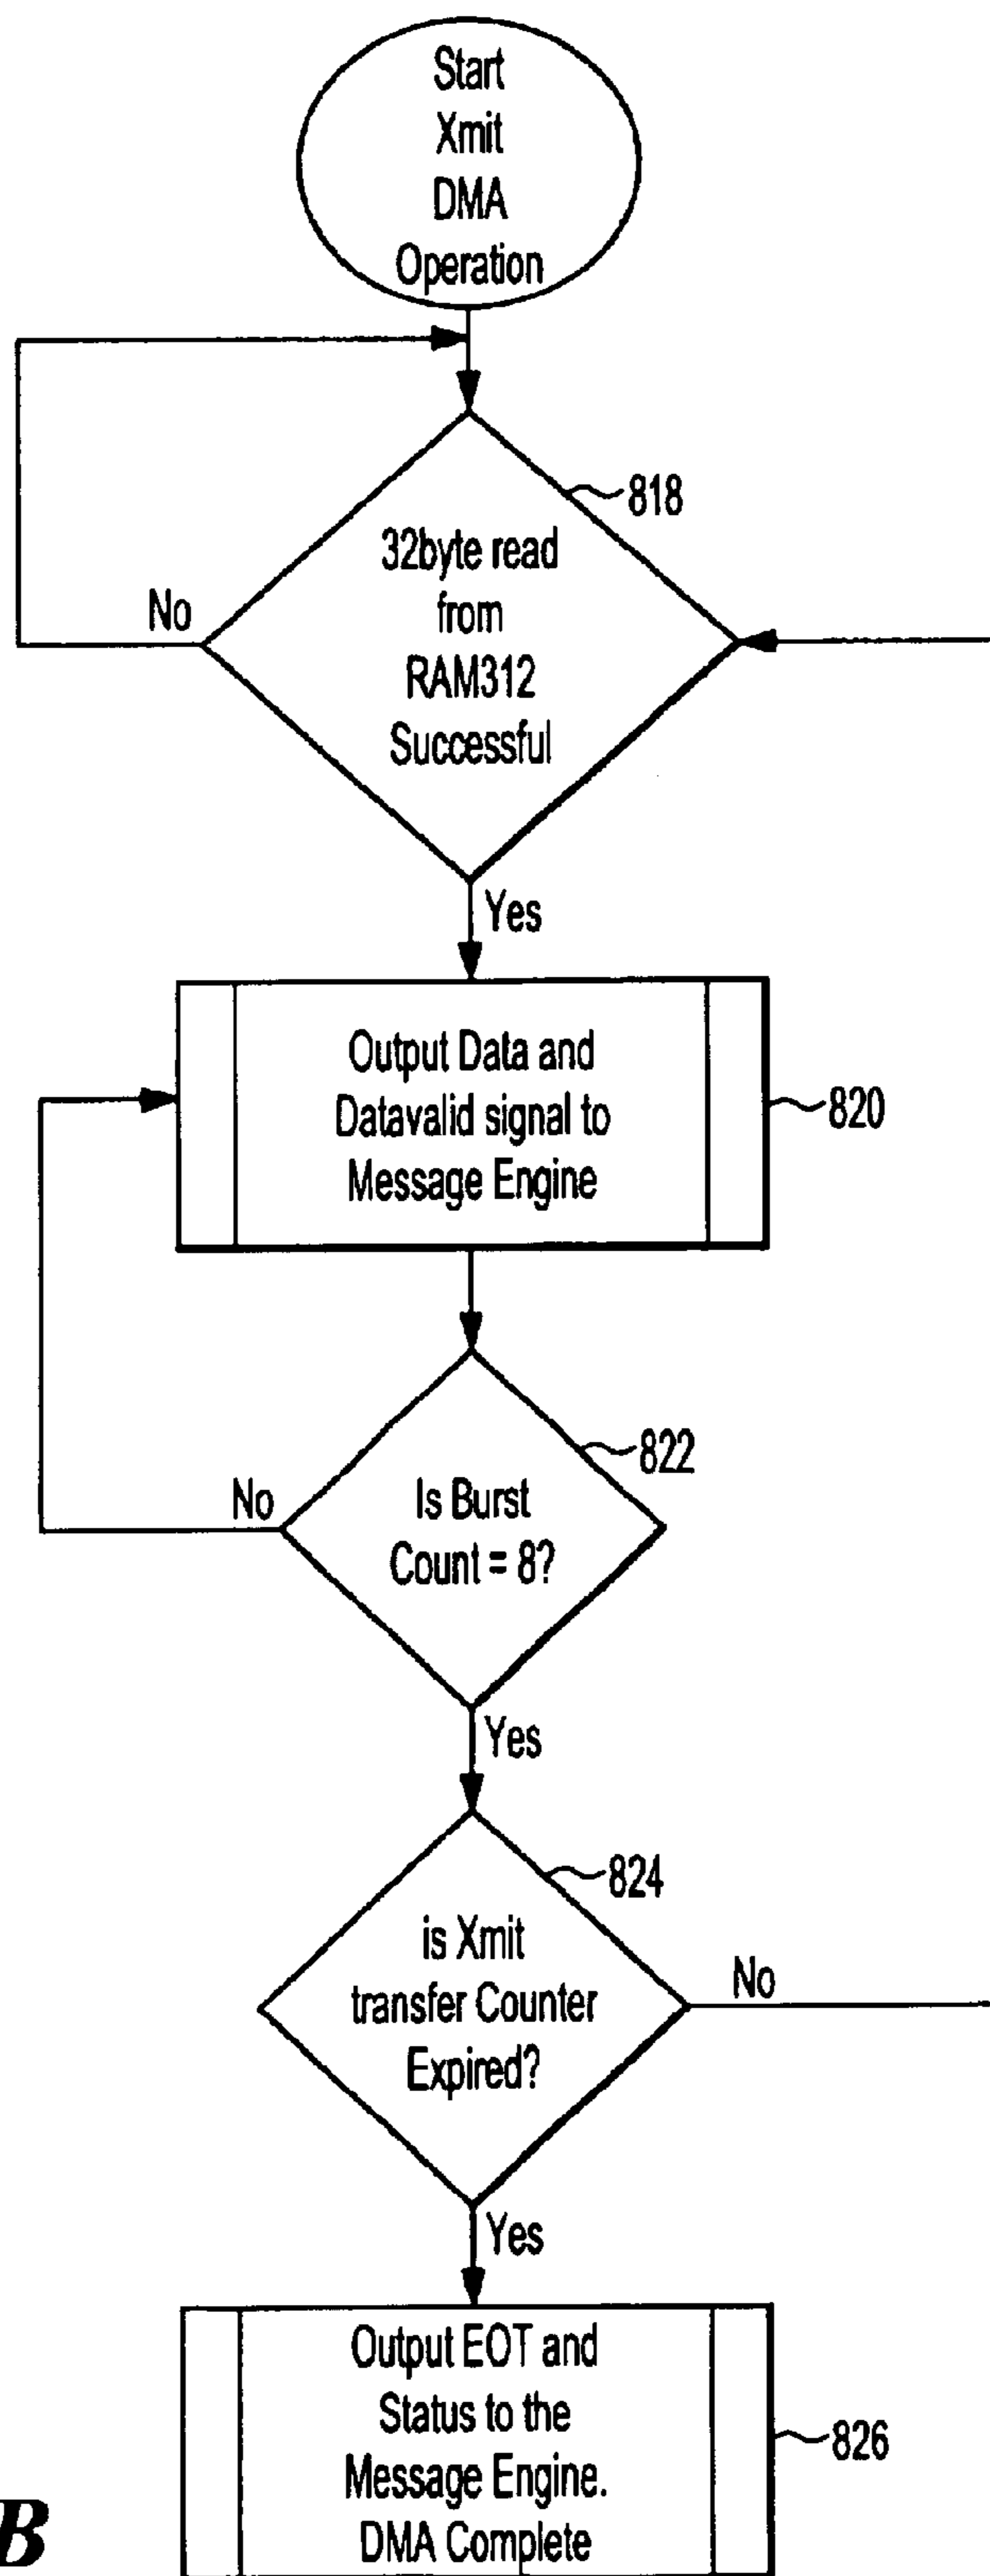 Start
Xmit
DMA
Operation
818
32byte read
from
RAM312
Successful
No
Yes
Output Data and
Datavalid signal to
Message Engine
820
822
No
Is Burst
Count = 8?
Yes
824
is Xmit
transfer Counter
Expired?
No
Yes
Output EOT and
Status to the
Message Engine.
DMA Complete
826
B